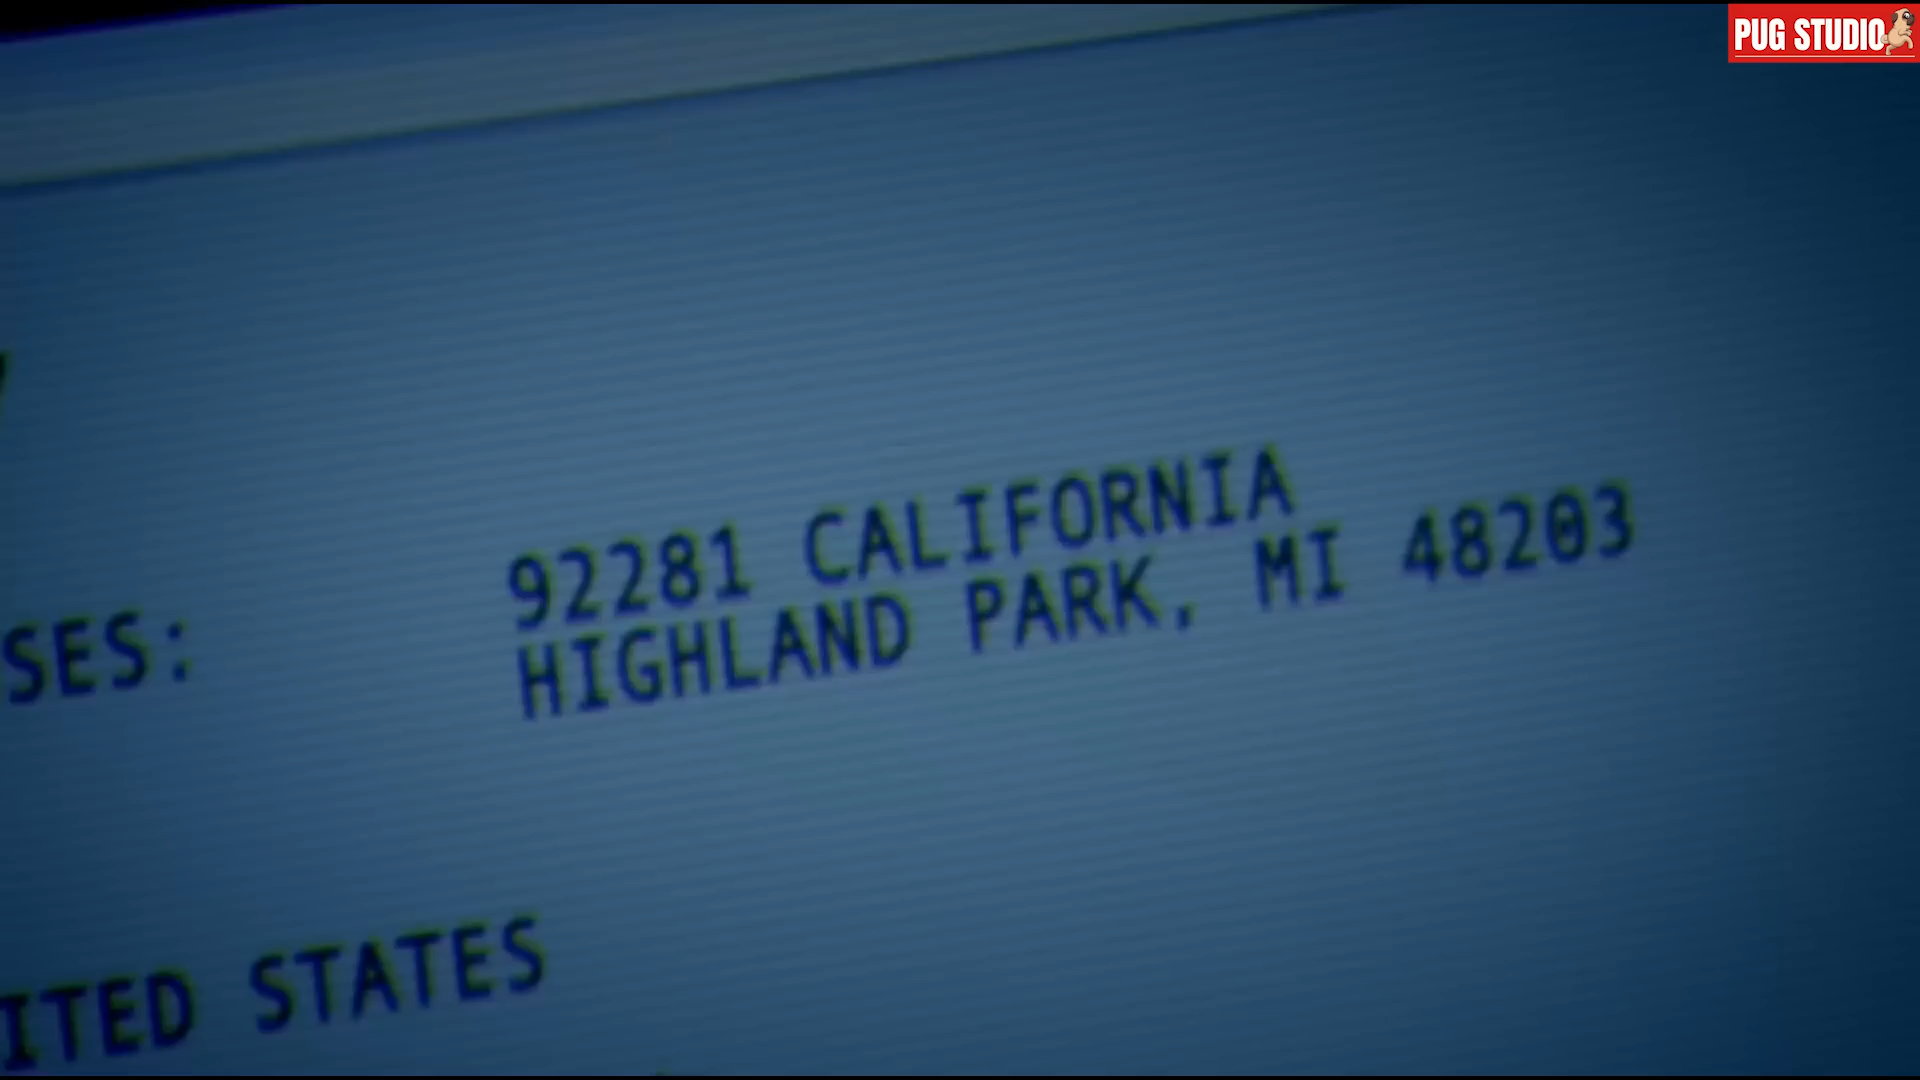 PUG STUDIO
92281 CALIFORNIA
SES: HIGHLAND PARK, MI 48203
ITED STATES